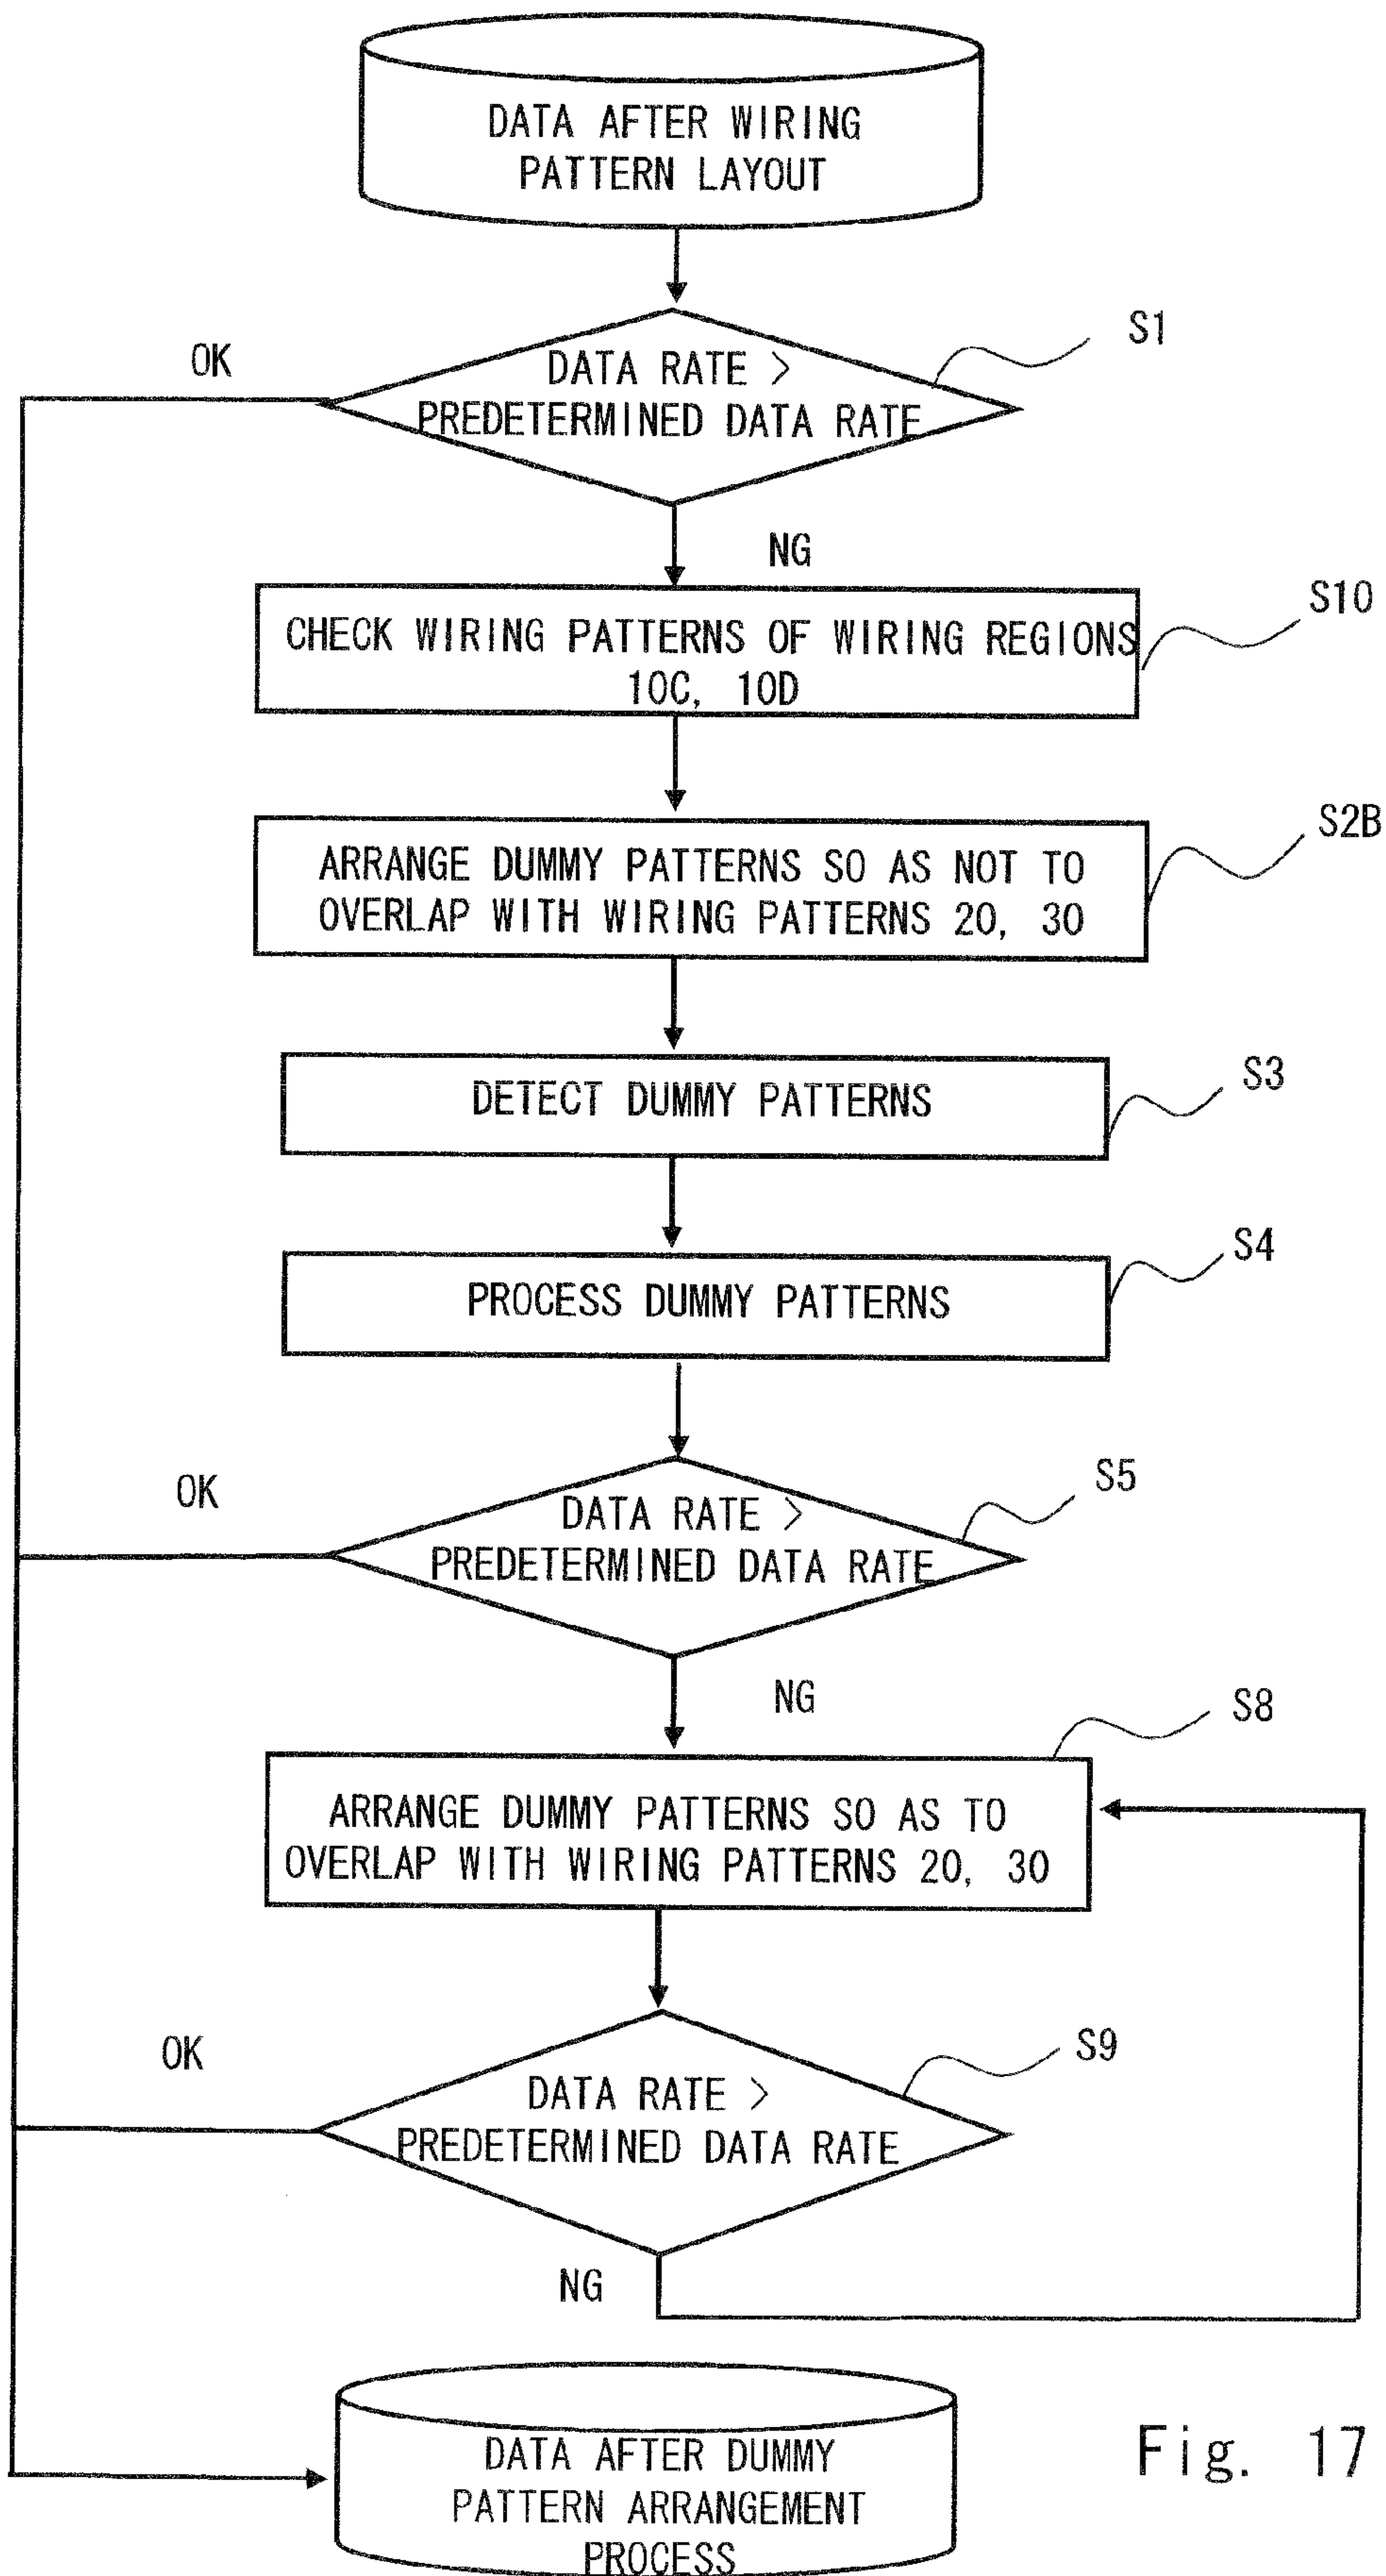 DATA AFTER WIRING
PATTERN LAYOUT
S1
OK
DATA RATE >
PREDETERMINED DATA RATE
NG
S10
CHECK WIRING PATTERNS OF WIRING REGIONS
10C, 10D
S2B
ARRANGE DUMMY PATTERNS SO AS NOT TO
OVERLAP WITH WIRING PATTERNS 20, 30
S3
DETECT DUMMY PATTERNS
S4
PROCESS DUMMY PATTERNS
S5
OK
DATA RATE >
PREDETERMINED DATA RATE
NG
S8
ARRANGE DUMMY PATTERNS SO AS TO
OVERLAP WITH WIRING PATTERNS 20, 30
S9
OK
DATA RATE >
PREDETERMINED DATA RATE
NG
DATA AFTER DUMMY
PATTERN ARRANGEMENT
PROCESS
Fig. 17